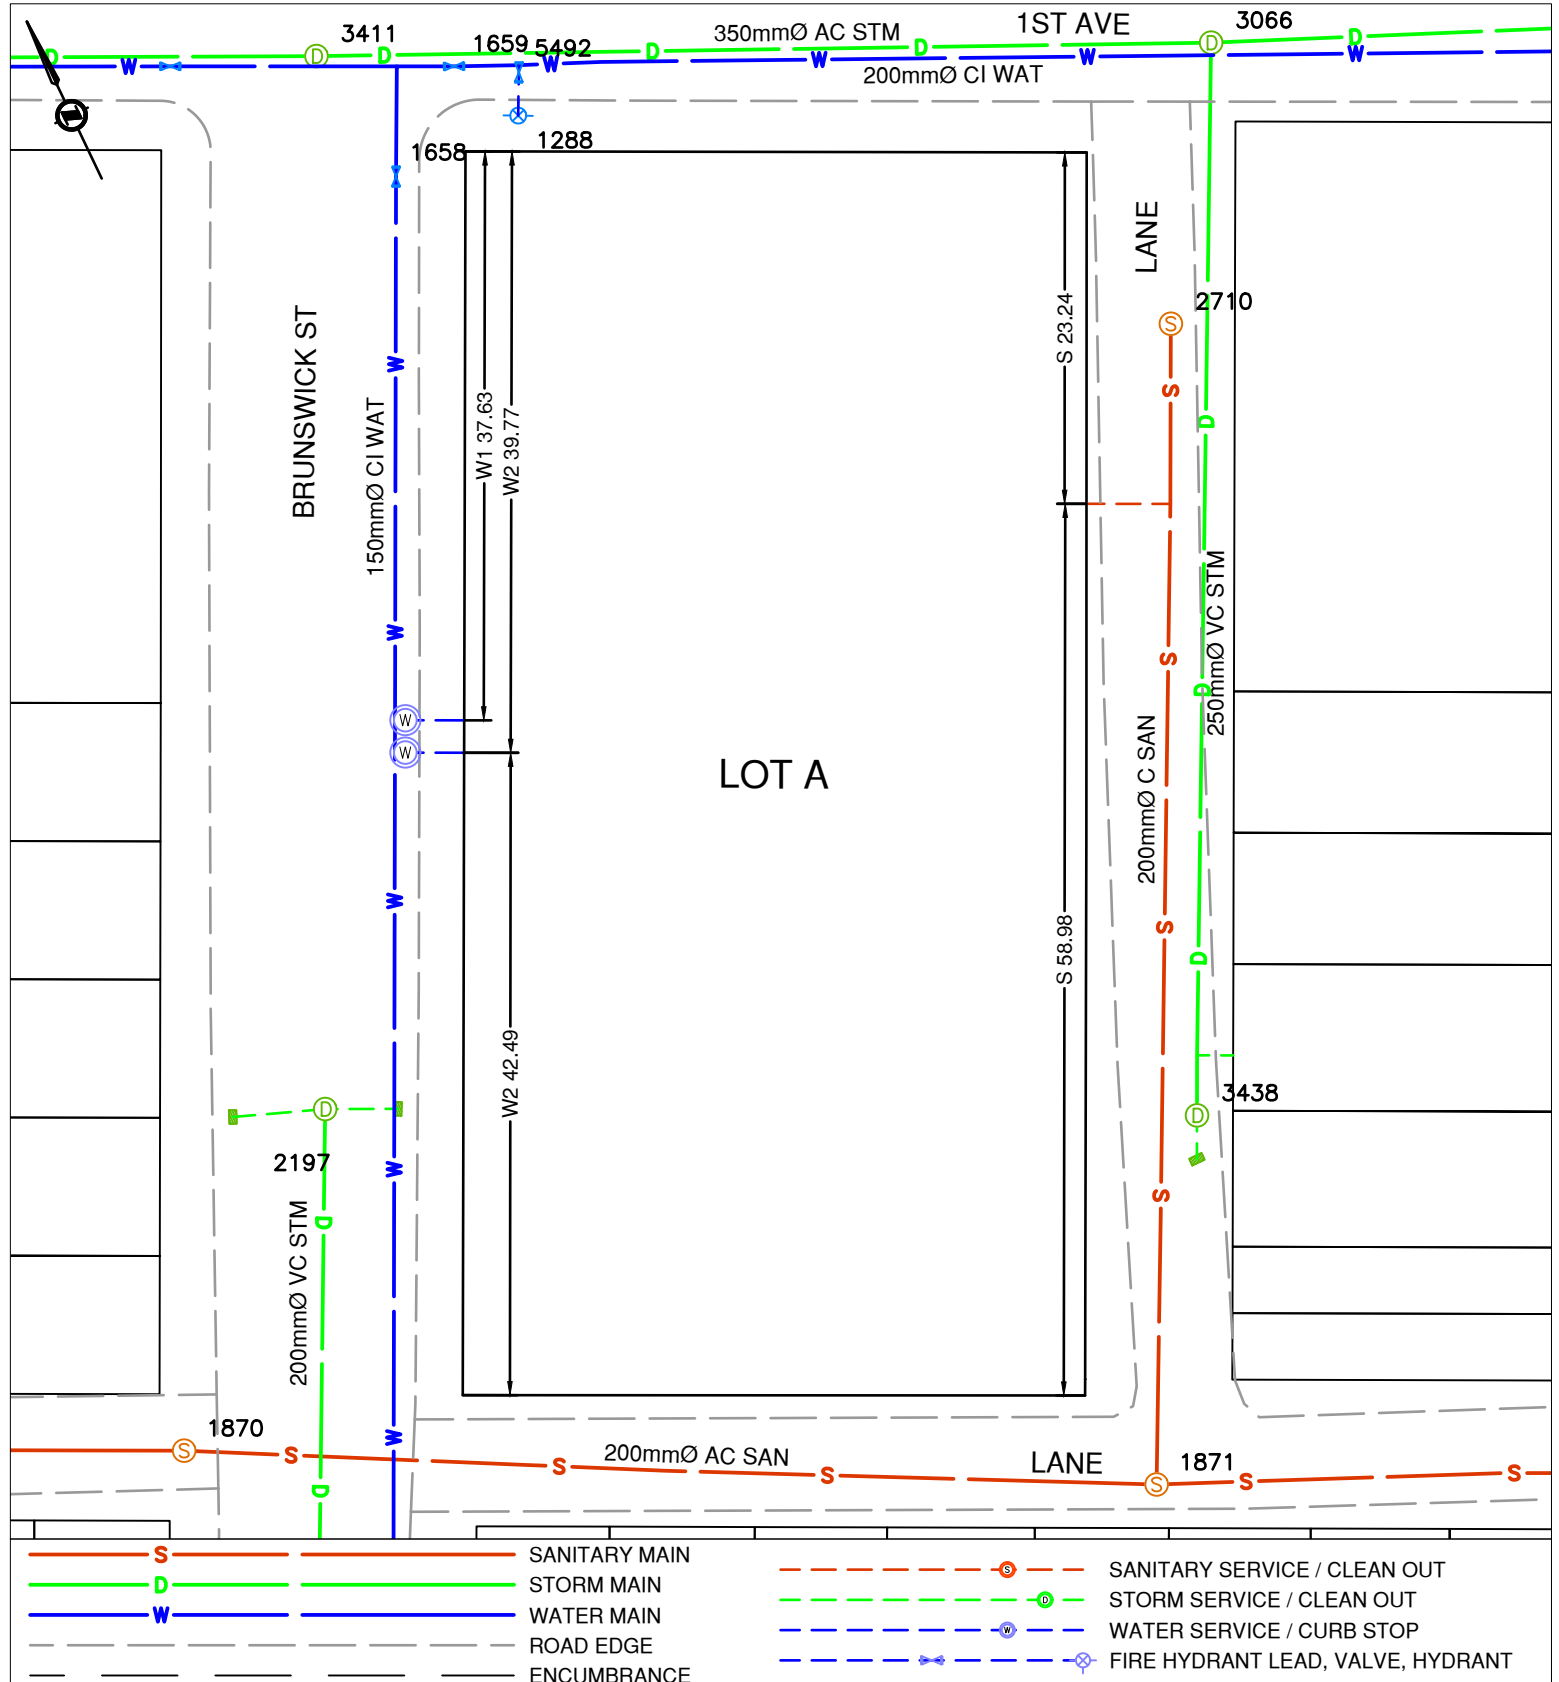 3411
1659
5492
350mmØ AC STM
1ST AVE
3066
D
D
D
D
D
D
D
W
W
W
W
W
200mmØ CI WAT
1288
1658
LANE
2710
S
BRUNSWICK ST
150mmØ CI WAT
W
W1 37.63
W2 39.77
S 23.24
S
D
W
W
W
LOT A
S
D
250mmØ VC STM
200mmØ C SAN
W
S 58.98
S
D
W2 42.49
3438
D
D
2197
W
S
D
200mmØ VC STM
1870
S
S
W
D
200mmØ AC SAN
S
S
LANE
1871
S
S
S
S SANITARY MAIN
D STORM MAIN
W WATER MAIN
ROAD EDGE
ENCUMBRANCE
S SANITARY SERVICE / CLEAN OUT
D STORM SERVICE / CLEAN OUT
W WATER SERVICE / CURB STOP
FIRE HYDRANT LEAD, VALVE, HYDRANT